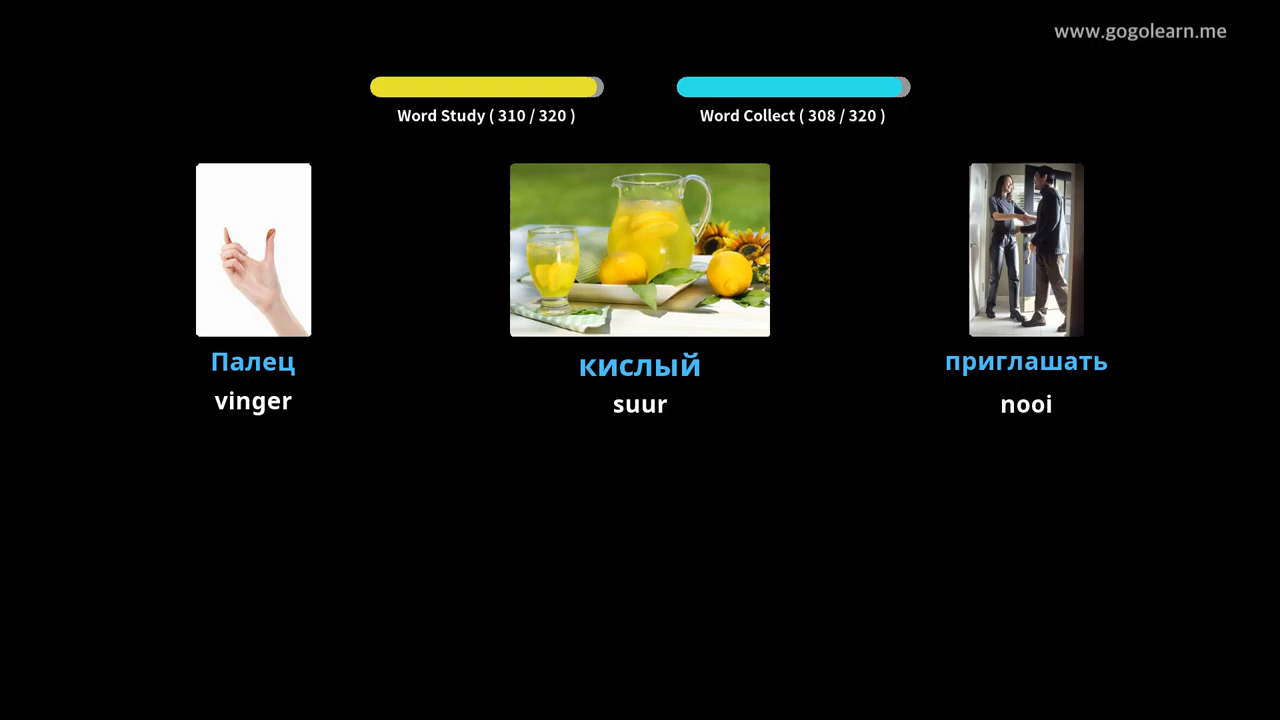 www.gogolearn.me
Word Study ( 310 / 320 )
Word Collect ( 308 / 320 )
Палец
кислый
приглашать
vinger
suur
nooi